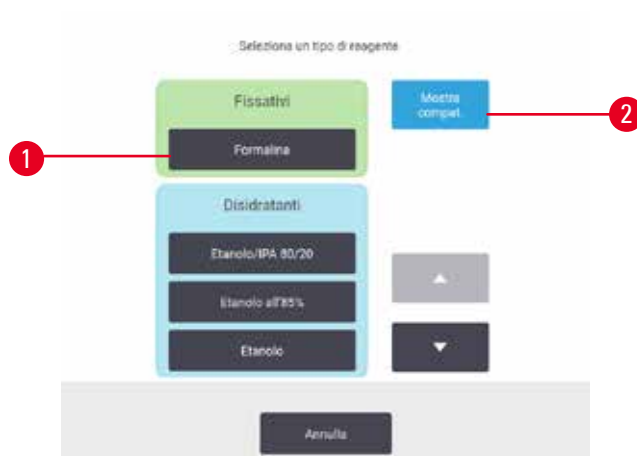 Seleziona un tipo di reagente
Fissativi
Mostra
compat.
1
2
Formalina
Disidratanti
Etanolo/IPA 80/20
Etanolo all'85%
Etanolo
Annulla